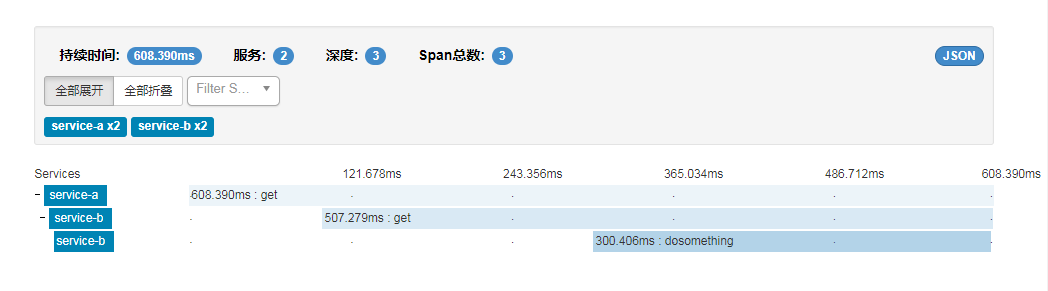 持续时间: 608.390ms 服务: 2 深度: 3 Span总数: 3 JSON
全部展开 全部折叠 Filter S...
service-a x2 service-b x2
Services 121.678ms 243.356ms 365.034ms 486.712ms 608.390ms
- service-a 608.390ms : get
- service-b 507.279ms : get
service-b 300.406ms : dosomething